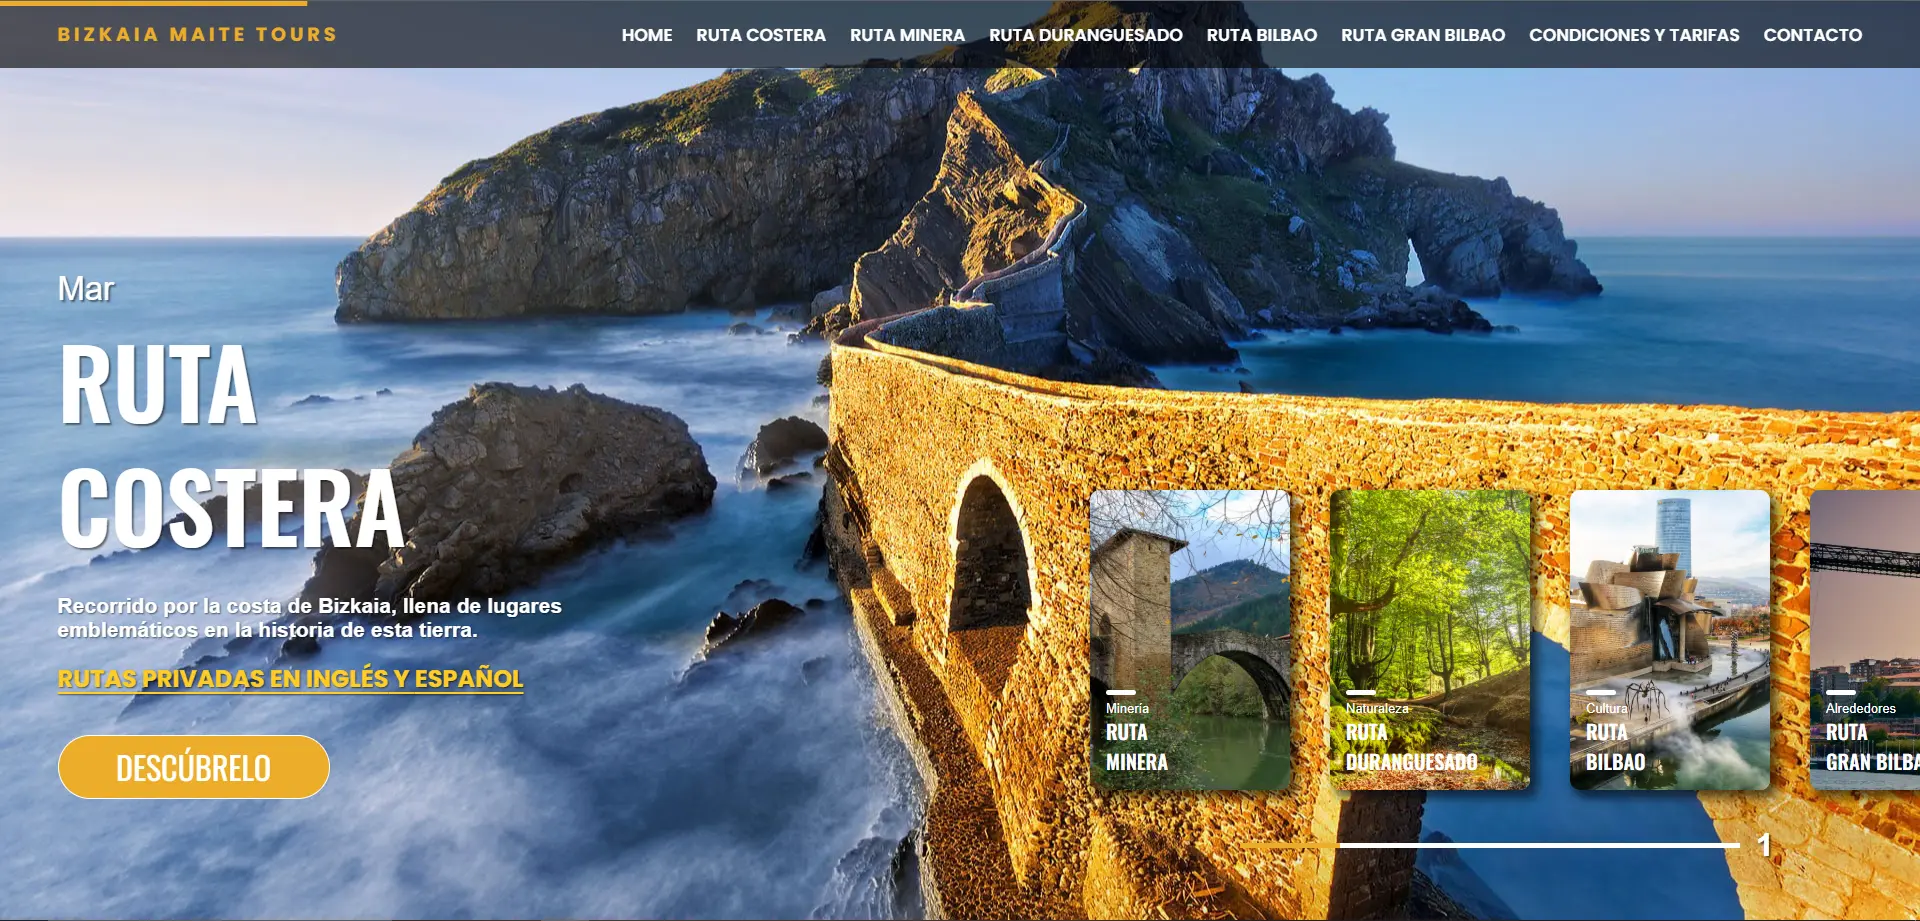 BIZKAIA MAITE TOURS
HOME RUTA COSTERA RUTA MINERA RUTA DURANGUESADO RUTA BILBAO RUTA GRAN BILBAO CONDICIONES Y TARIFAS CONTACTO
Mar
RUTA
COSTERA
Recorrido por la costa de Bizkaia, llena de lugares
emblemáticos en la historia de esta tierra.
RUTAS PRIVADAS EN INGLÉS Y ESPAÑOL
DESCÚBRELO
Minería
RUTA
MINERA
Naturaleza
RUTA
DURANGUESADO
Cultura
RUTA
BILBAO
Alrededores
RUTA
GRAN BILBA
1